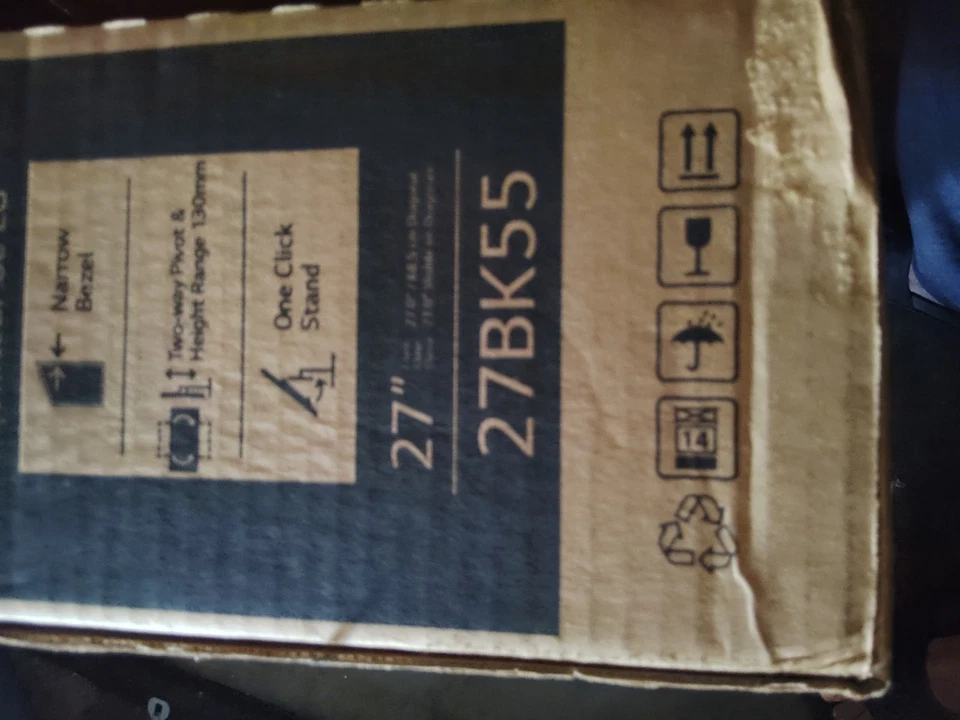 Narrow
Bezel
Two-way Pivot &
Height Range 130mm
One Click
Stand
27"
27BK55
14